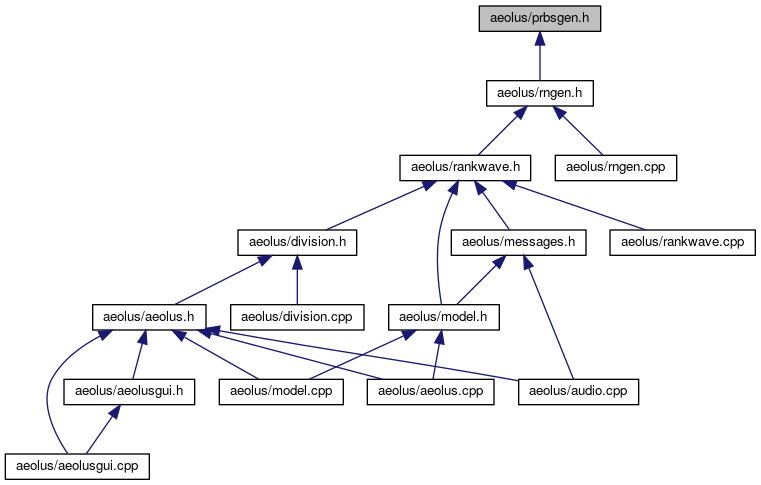 aeolus/prbsgen.h
aeolus/rngen.h
aeolus/rankwave.h
aeolus/rngen.cpp
aeolus/division.h
aeolus/messages.h
aeolus/rankwave.cpp
aeolus/aeolus.h
aeolus/division.cpp
aeolus/model.h
aeolus/aeolusgui.h
aeolus/model.cpp
aeolus/aeolus.cpp
aeolus/audio.cpp
aeolus/aeolusgui.cpp